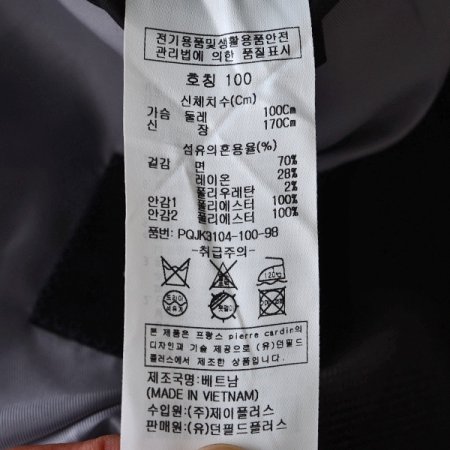 전기용품및생활용품안전
관리법에 의한 품질표시
호칭 100
신체치수(Cm)
가슴 둘레 100Cm
신 장 170Cm
섬유의혼용율(%)
겉감 면 70%
레이온 28%
폴리우레탄 2%
안감1 폴리에스터 100%
안감2 폴리에스터 100%
품번: PQJK3104-100-98
-취급주의-
드라이
본 제품은 프랑스 pierre cardin의
디자인과 기술 제공으로 (유)던필드
플러스에서 제조한 상품입니다.
제조국명:베트남
(MADE IN VIETNAM)
수입원:(주)제이플러스
판매원:(유)던필드플러스